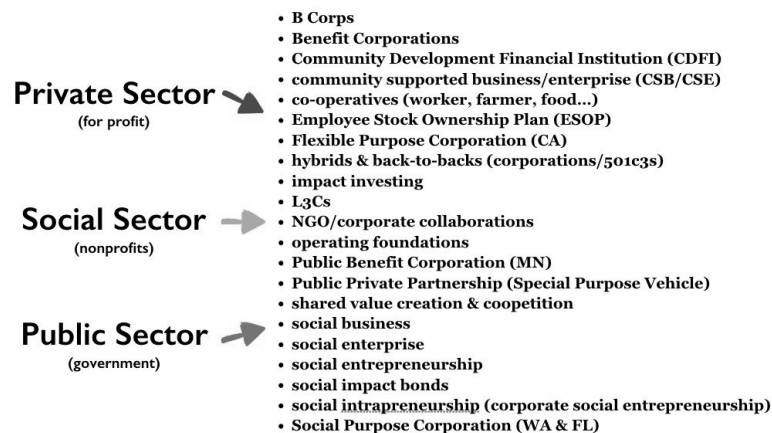 Private Sector
(for profit)
Social Sector
(nonprofits)
Public Sector
(government)
• B Corps
• Benefit Corporations
• Community Development Financial Institution (CDFI)
• community supported business/enterprise (CSB/CSE)
• co-operatives (worker, farmer, food...)
• Employee Stock Ownership Plan (ESOP)
• Flexible Purpose Corporation (CA)
• hybrids & back-to-backs (corporations/501c3s)
• impact investing
• L3Cs
• NGO/corporate collaborations
• operating foundations
• Public Benefit Corporation (MN)
• Public Private Partnership (Special Purpose Vehicle)
• shared value creation & coopetition
• social business
• social enterprise
• social entrepreneurship
• social impact bonds
• social intrapreneurship (corporate social entrepreneurship)
• Social Purpose Corporation (WA & FL)